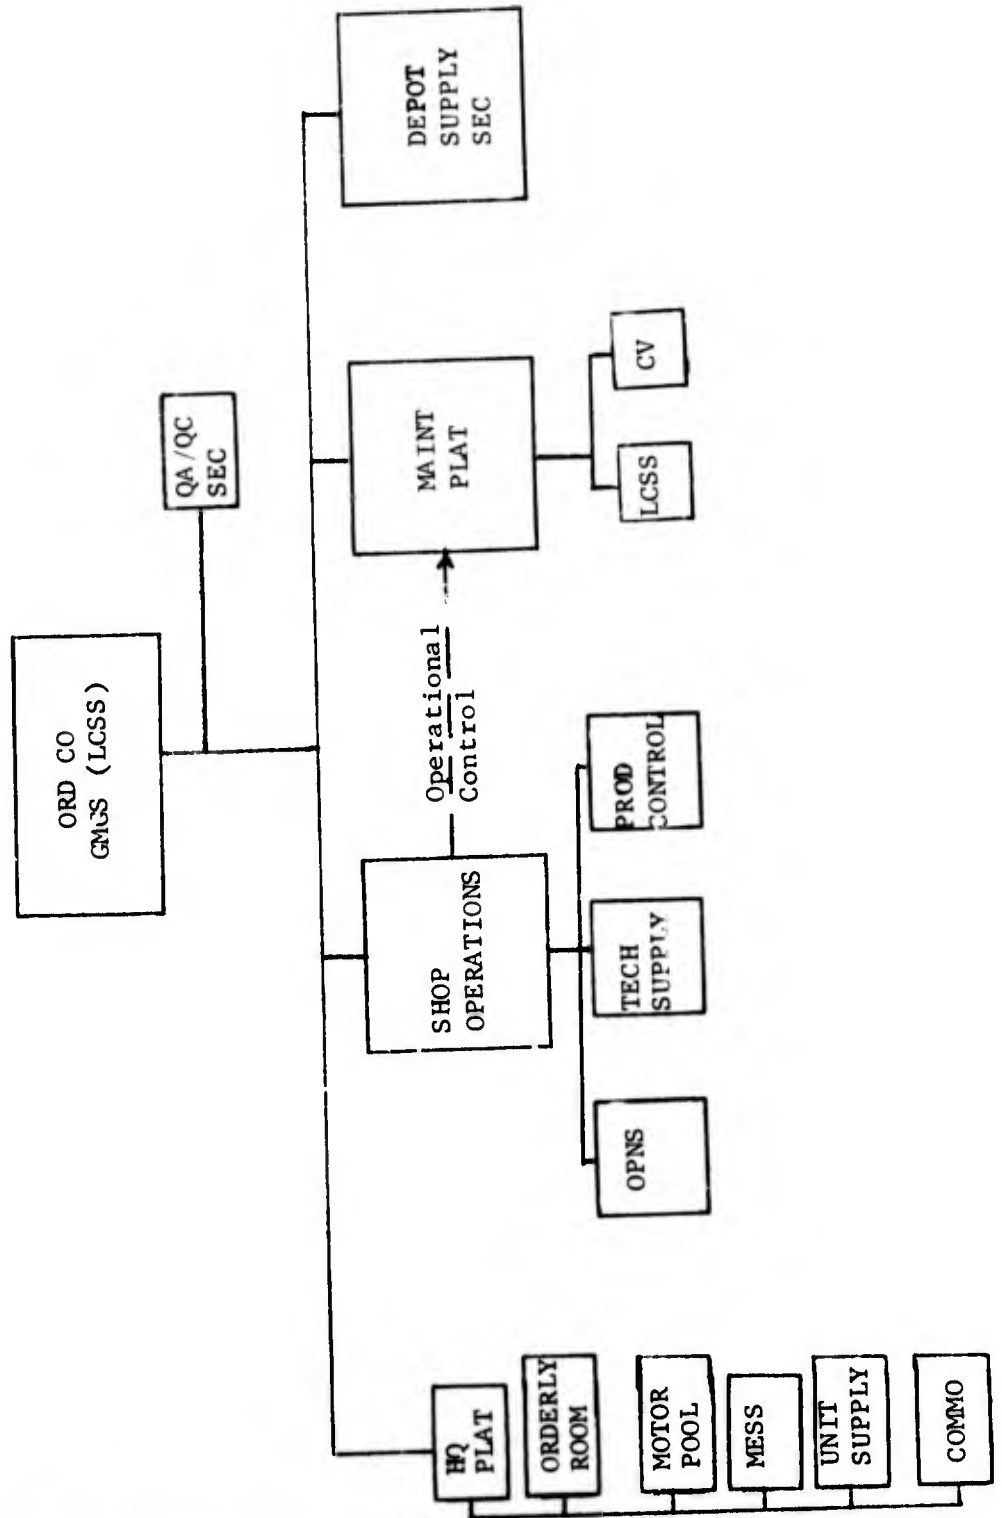 ORD CO
GMGS (LCSS)
QA/QC
SEC
HQ
PLAT
SHOP
OPERATIONS
Operational
Control
MAINT
PLAT
DEPOT
SUPPLY
SEC
ORDERLY
ROOM
MOTOR
POOL
MESS
UNIT
SUPPLY
COMMO
OPNS
TECH
SUPPLY
PROD
CONTROL
LCSS
CV